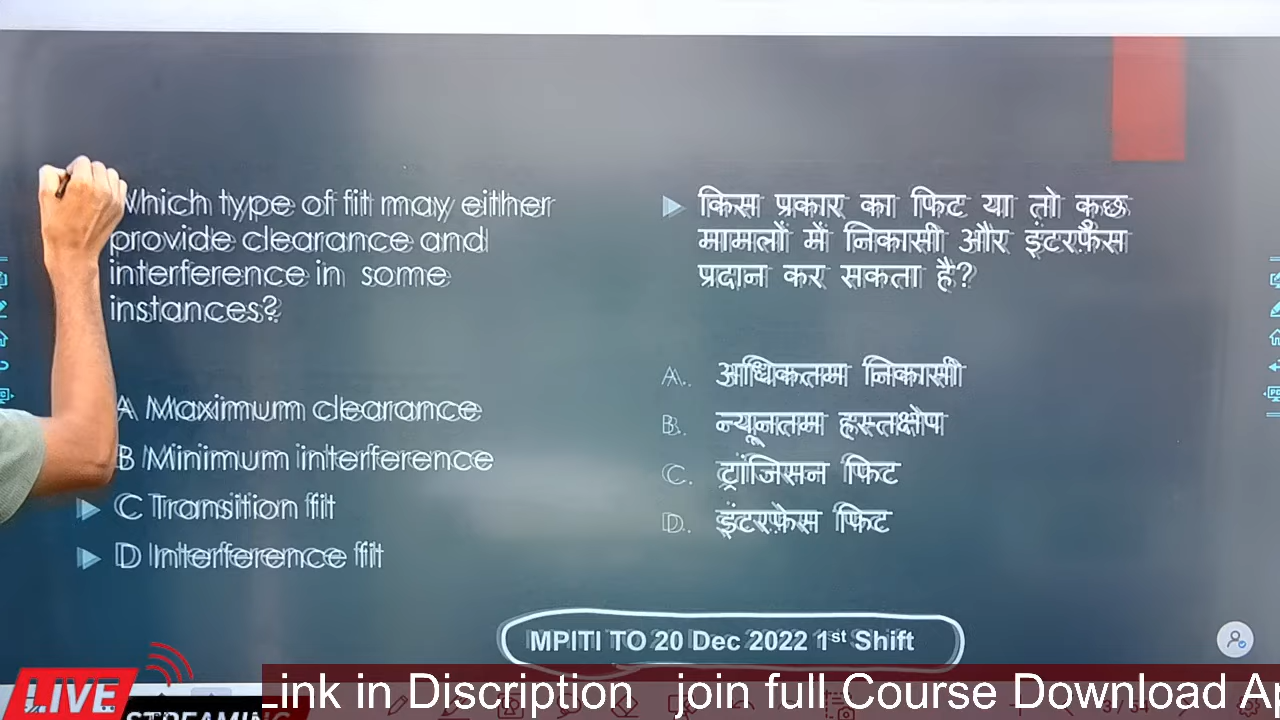 Which type of fit may either
provide clearance and
interference in some
instances?
A Maximum clearance
B Minimum interference
C Transition fit
D Interference fit
किस प्रकार का फिट या तो कुछ
मामलों में निकासी और इंटरफ़ैस
प्रदान कर सकता है?
A. अधिकतम निकासी
B. न्यूनतम हस्तक्षेप
C. ट्रांजिसन फिट
D. इंटरफ़ेस फिट
MPITI TO 20 Dec 2022 1st Shift
LIVE
STREAMING
Link in Discription join full Course Download